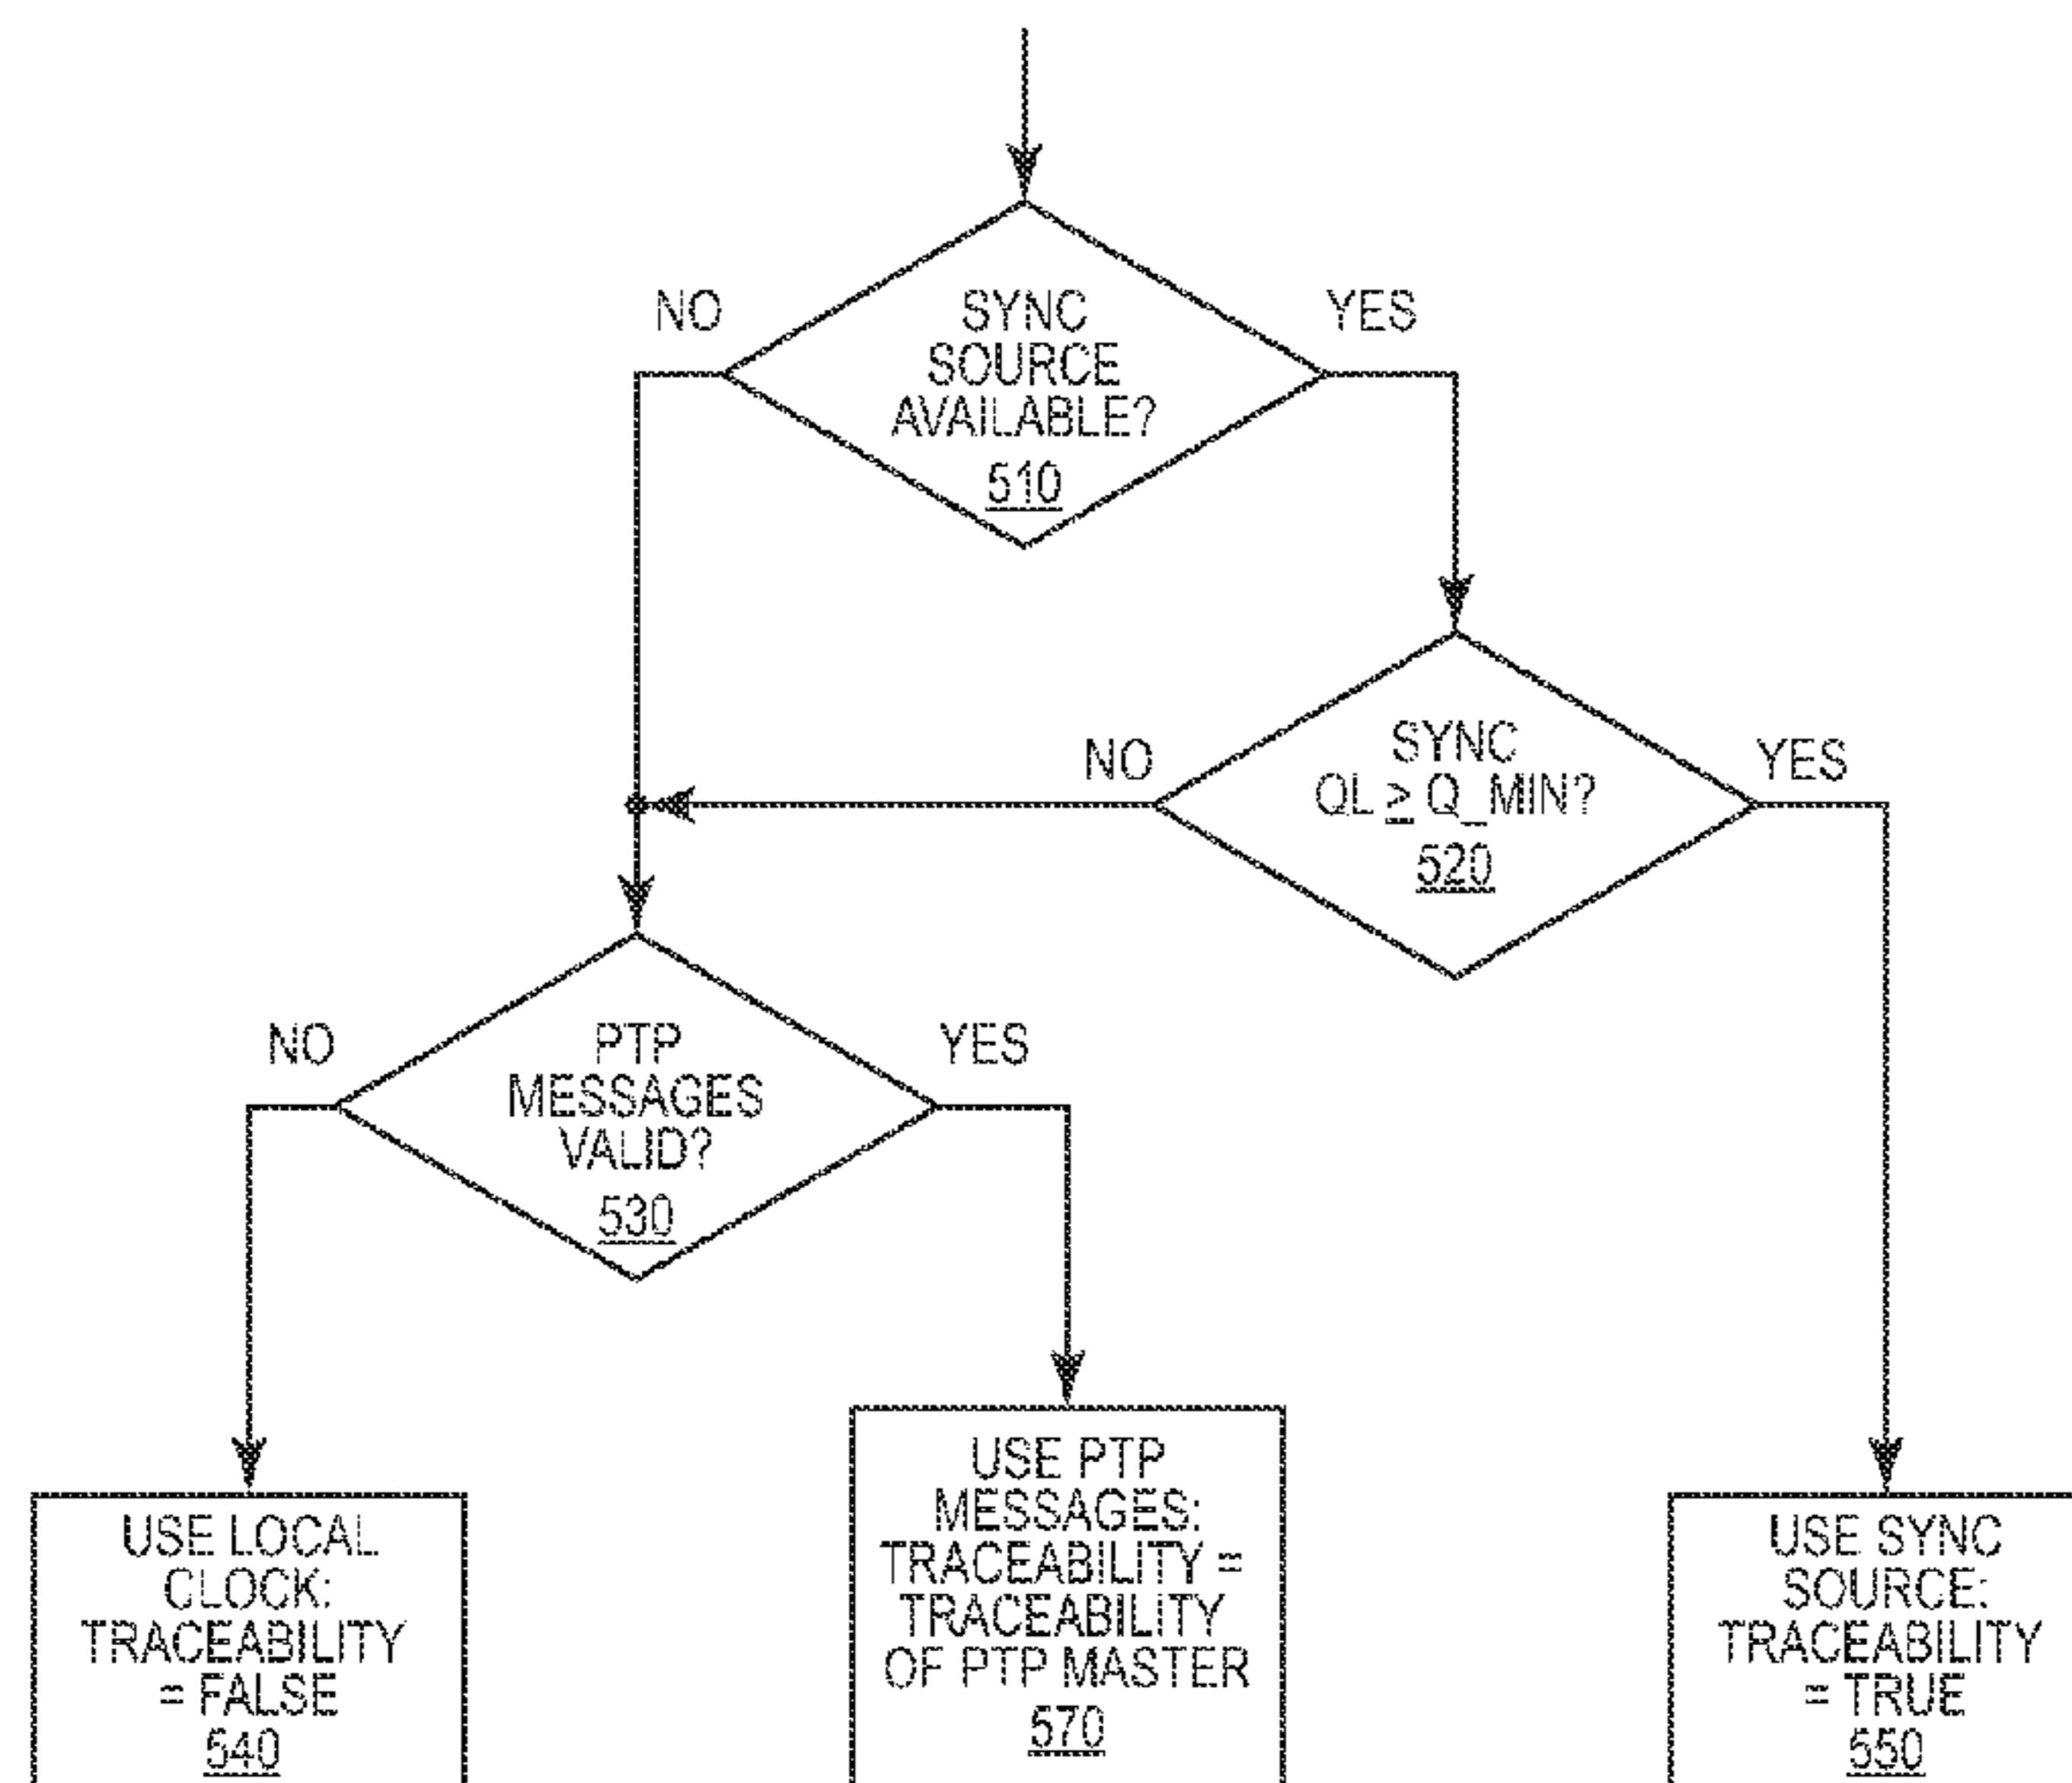 NO
SYNC
SOURCE
AVAILABLE?
510
YES
NO
SYNC
QL ≥ Q_MIN?
520
YES
NO
PTP
MESSAGES
VALID?
530
YES
USE LOCAL
CLOCK:
TRACEABILITY
= FALSE
540
USE PTP
MESSAGES:
TRACEABILITY =
TRACEABILITY
OF PTP MASTER
570
USE SYNC
SOURCE:
TRACEABILITY
= TRUE
550